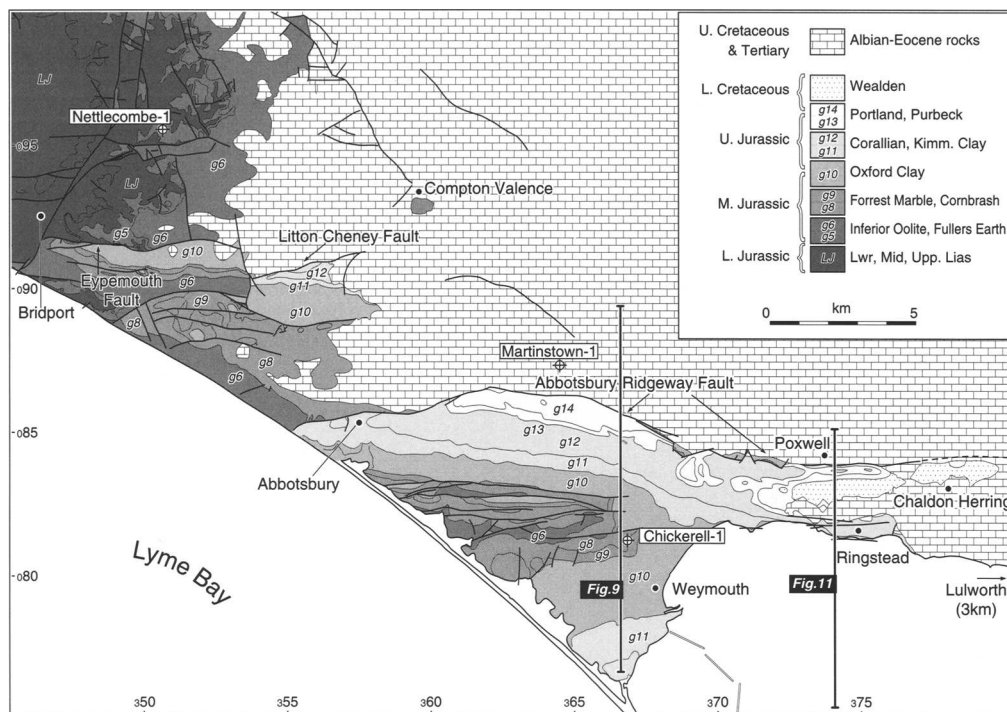 U. Cretaceous
& Tertiary
Albian-Eocene rocks
L. Cretaceous
Wealden
g14
g13
Portland, Purbeck
U. Jurassic
g12
g11
Corallian, Kimm. Clay
g10
Oxford Clay
M. Jurassic
g9
g8
Forrest Marble, Cornbrash
g6
g5
Inferior Oolite, Fullers Earth
L. Jurassic
LJ
Lwr, Mid, Upp. Lias
0
km
5
LJ
Nettlecombe-1
095
g6
LJ
Compton Valence
g5
g6
Litton Cheney Fault
g10
g12
g11
Eypemouth
Fault
g6
090
g9
g10
Bridport
g8
g8
Martinstown-1
g6
Abbotsbury Ridgeway Fault
g14
085
g13
g12
Poxwell
g11
Abbotsbury
g10
Chaldon Herring
g6
g8
Chickerell-1
g9
Ringstead
080
g10
Fig.9
Weymouth
Fig.11
Lulworth
(3km)
Lyme Bay
g11
350
355
360
365
370
375